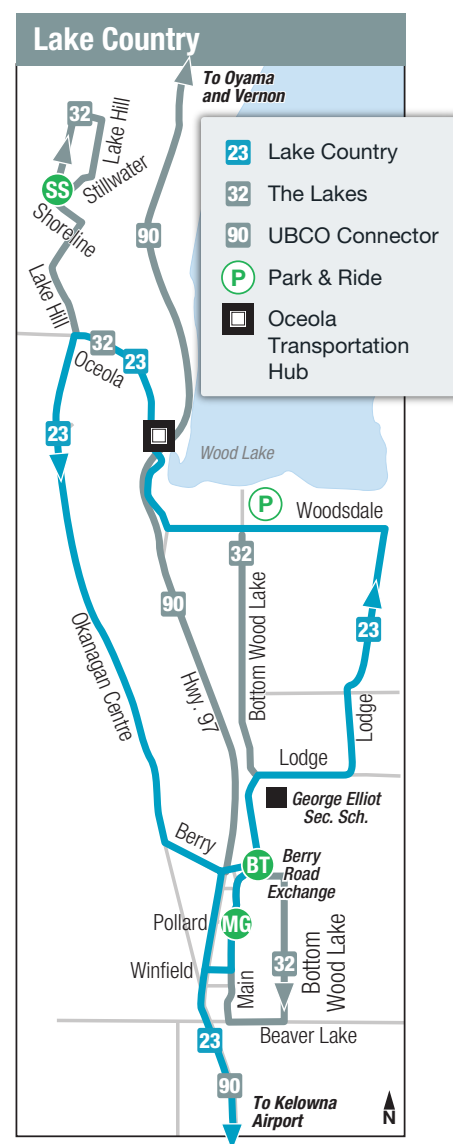 Lake Country
To Oyama
and Vernon
32
Lake Hill
SS
Stillwater
Shoreline
90
23 Lake Country
32 The Lakes
90 UBCO Connector
P Park & Ride
Oceola
Transportation
Hub
Lake Hill
32
23
Oceola
23
Wood Lake
P
Woodsdale
32
90
23
Okanagan Centre
Hwy. 97
Bottom Wood Lake
Lodge
Lodge
George Elliot
Sec. Sch.
Berry
BT
Berry
Road
Exchange
Pollard
MG
Winfield
Main
32
Bottom
Wood Lake
23
Beaver Lake
90
To Kelowna
Airport
N